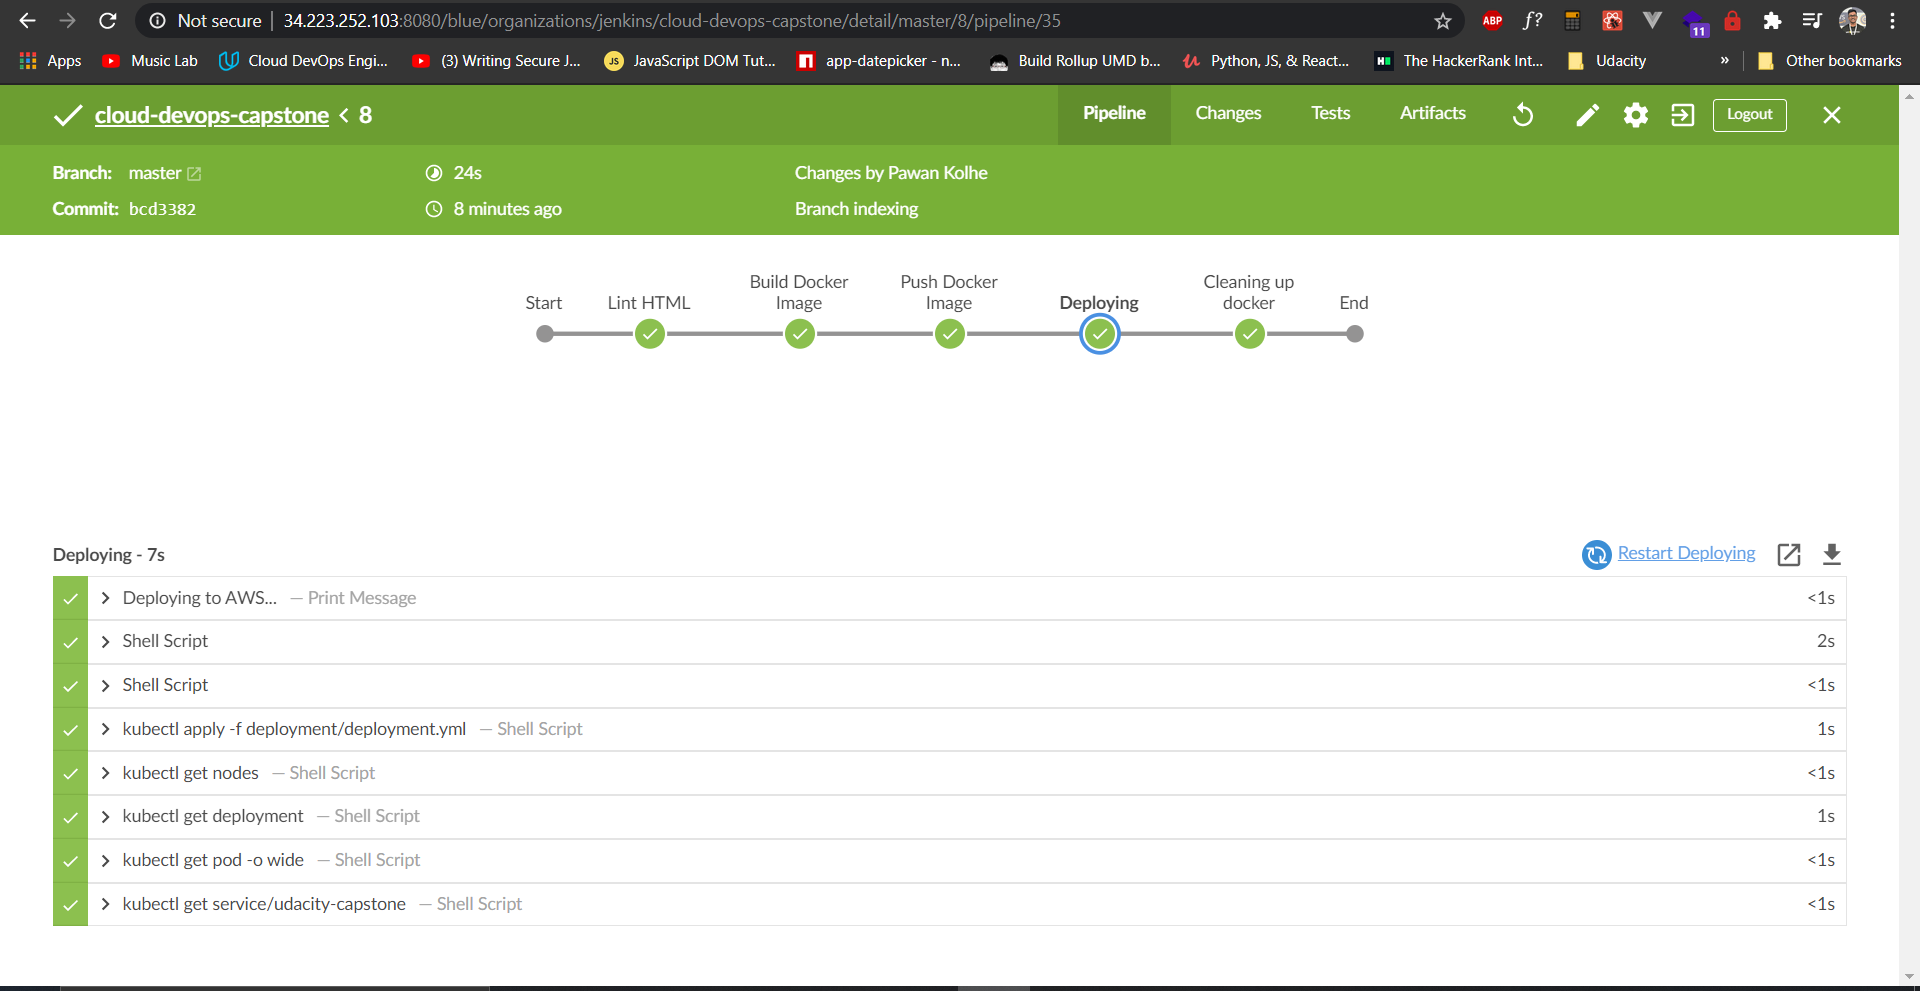 Not secure | 34.223.252.103:8080/blue/organizations/jenkins/cloud-devops-capstone/detail/master/8/pipeline/35
ABP f? 11
Apps Music Lab Cloud DevOps Engi... (3) Writing Secure J... JS JavaScript DOM Tut... app-datepicker - n... Build Rollup UMD b... Python, JS, & React... The HackerRank Int... Udacity » Other bookmarks
cloud-devops-capstone < 8 Pipeline Changes Tests Artifacts Logout
Branch: master 24s Changes by Pawan Kolhe
Commit: bcd3382 8 minutes ago Branch indexing
Start Lint HTML Build Docker Image Push Docker Image Deploying Cleaning up docker End
Deploying - 7s Restart Deploying
Deploying to AWS... — Print Message <1s
Shell Script 2s
Shell Script <1s
kubectl apply -f deployment/deployment.yml — Shell Script 1s
kubectl get nodes — Shell Script <1s
kubectl get deployment — Shell Script 1s
kubectl get pod -o wide — Shell Script <1s
kubectl get service/udacity-capstone — Shell Script <1s